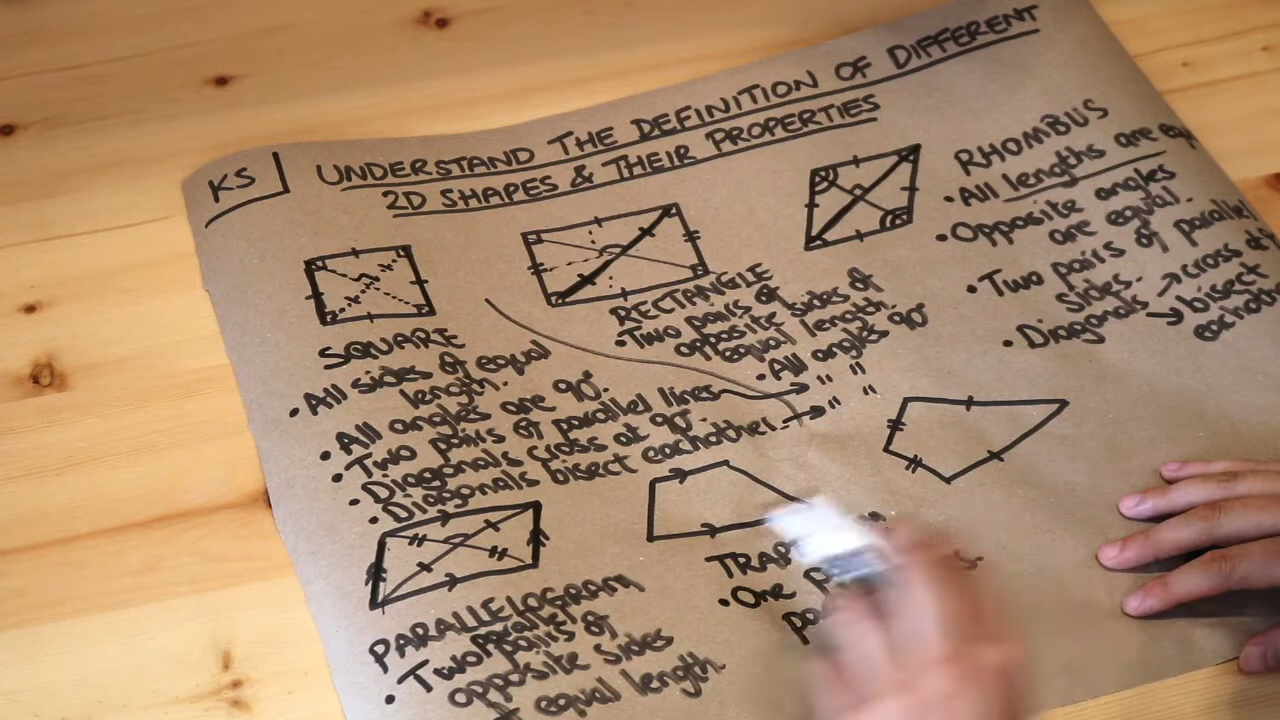 KS
UNDERSTAND THE DEFINITION OF DIFFERENT
2D SHAPES & THEIR PROPERTIES
SQUARE
• All sides of equal
length.
• All angles are 90°.
• Two pairs of parallel lines
• Diagonals cross at 90°
• Diagonals bisect eachother.
RECTANGLE
• Two pairs of
opposite sides of
equal length.
• All angles 90°
→ " "
→ " "
RHOMBUS
• All lengths are
• Opposite angles
are equal.
• Two pairs of parallel
sides.
• Diagonals → cross
→ bisect
eachother
PARALLELOGRAM
• Two parallel pairs of
opposite sides
equal length.
TRAP
• One